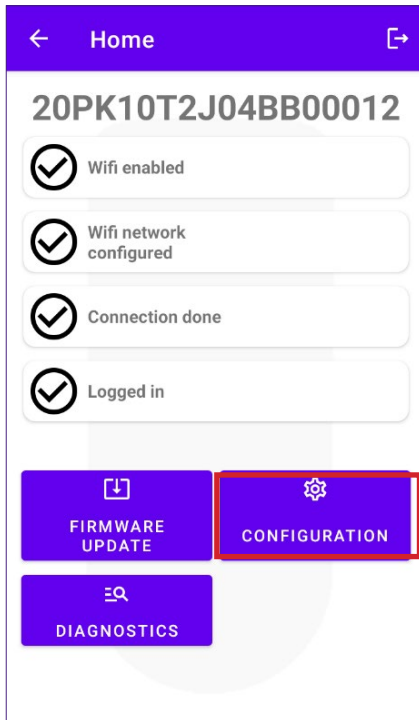 Home
20PK10T2J04BB00012
Wifi enabled
Wifi network
configured
Connection done
Logged in
FIRMWARE
UPDATE
CONFIGURATION
DIAGNOSTICS